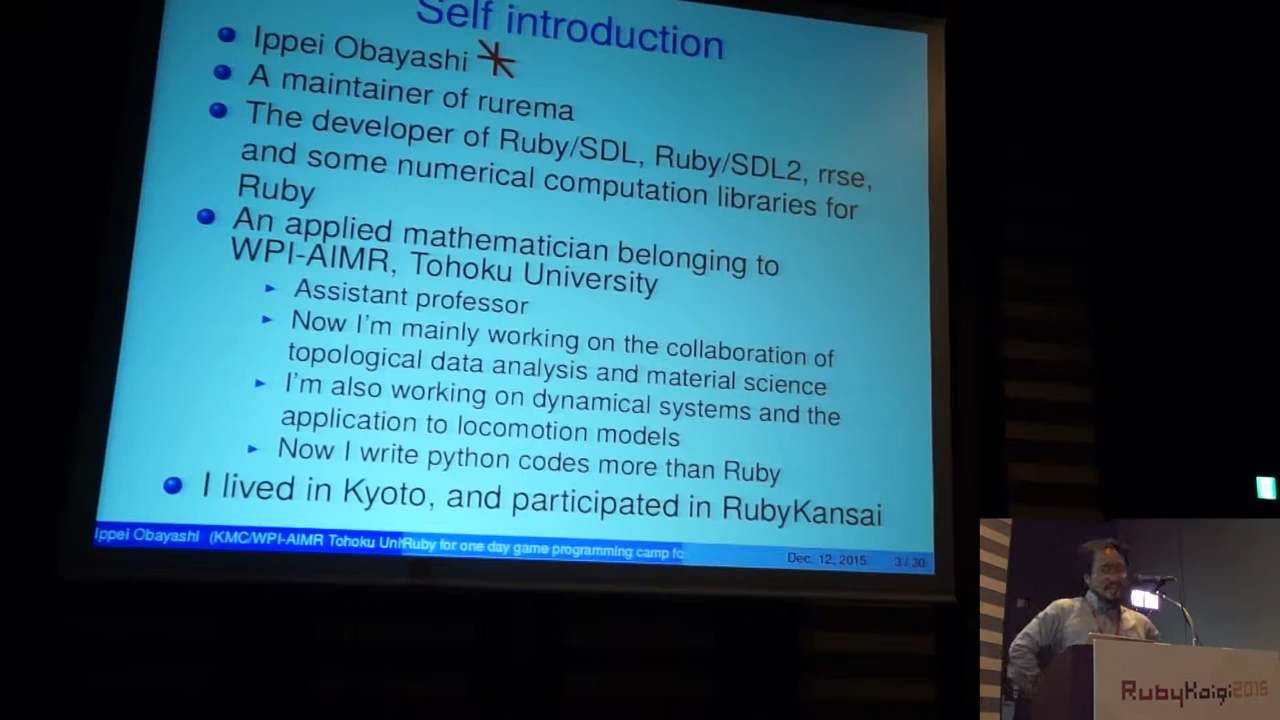 Self introduction
Ippei Obayashi
A maintainer of rurema
The developer of Ruby/SDL, Ruby/SDL2, rrse,
and some numerical computation libraries for
Ruby
An applied mathematician belonging to
WPI-AIMR, Tohoku University
Assistant professor
Now I'm mainly working on the collaboration of
topological data analysis and material science
I'm also working on dynamical systems and the
application to locomotion models
Now I write python codes more than Ruby
I lived in Kyoto, and participated in RubyKansai
Ippei Obayashi (KMC/WPI-AIMR Tohoku Uni Ruby for one day game programming camp fo Dec. 12, 2015 3 / 30
RubyKaigi2015